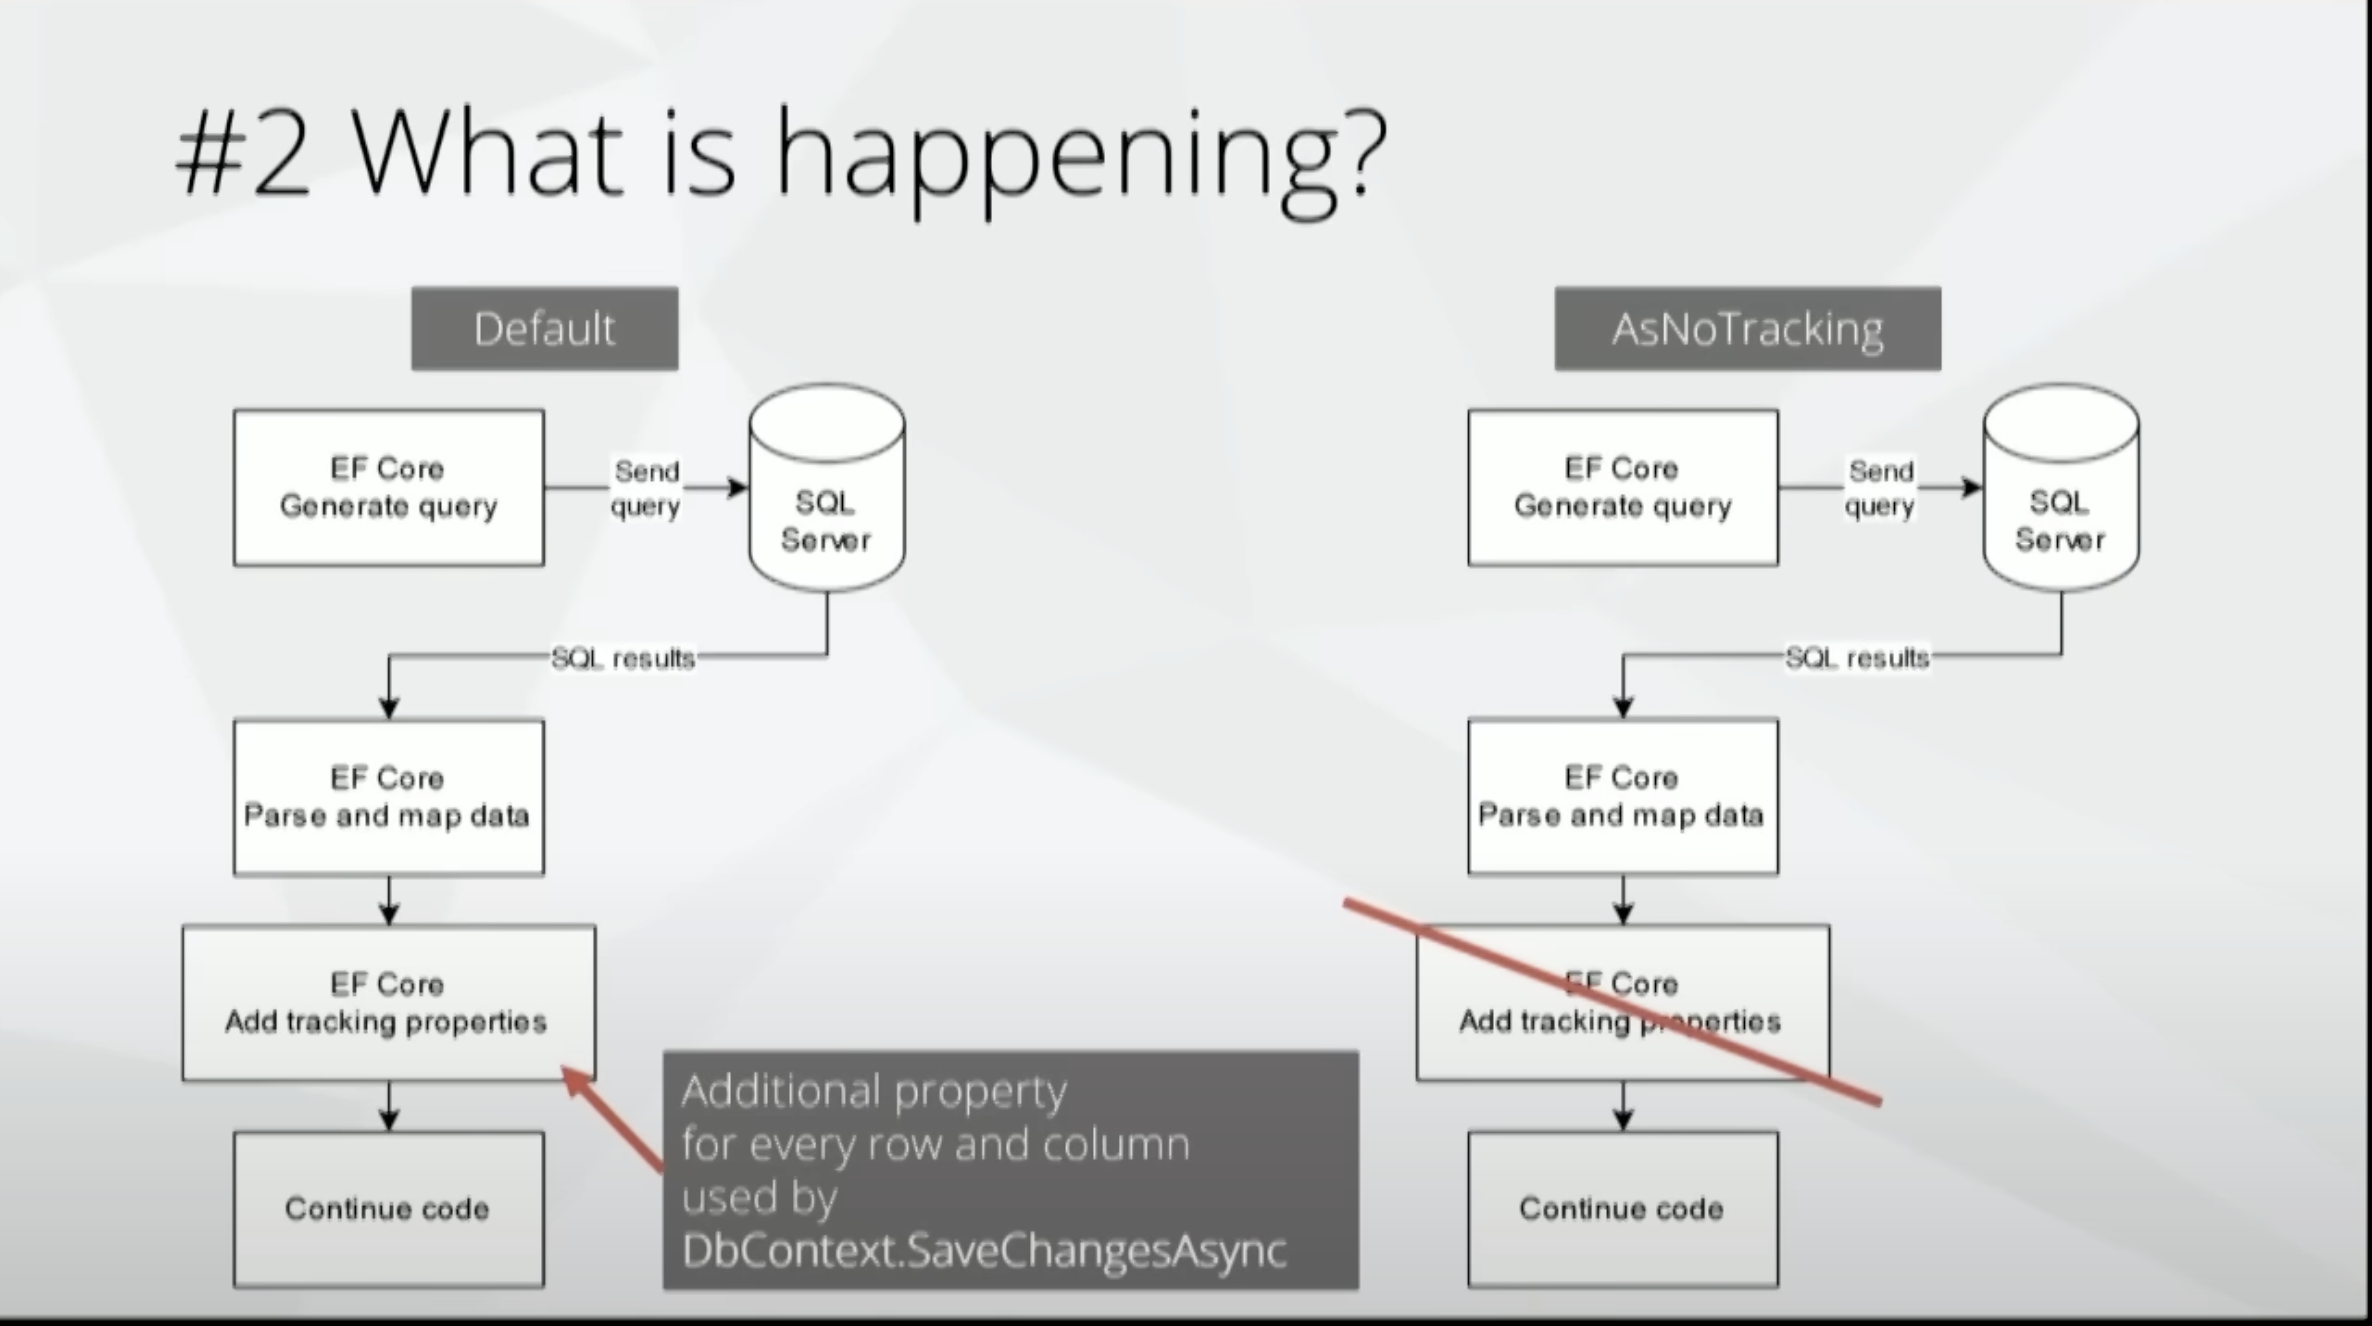 #2 What is happening?
Default
EF Core
Generate query
Send
query
SQL
Server
SQL results
EF Core
Parse and map data
EF Core
Add tracking properties
Continue code
Additional property
for every row and column
used by
DbContext.SaveChangesAsync
AsNoTracking
EF Core
Generate query
Send
query
SQL
Server
SQL results
EF Core
Parse and map data
EF Core
Add tracking properties
Continue code